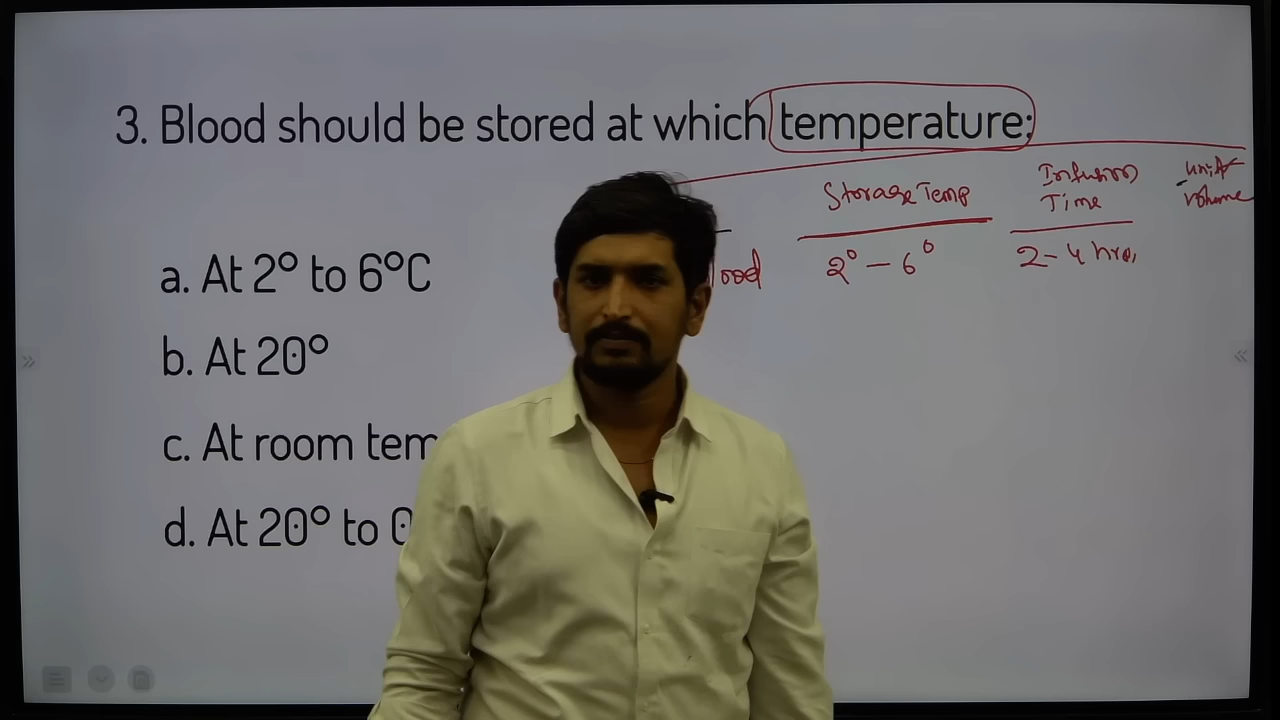 3. Blood should be stored at which temperature:
Storage Temp
Infusion Time
unit volume
lood 2° – 6° 2–4 hrs,
a. At 2° to 6°C
b. At 20°
c. At room tem
d. At 20° to 0